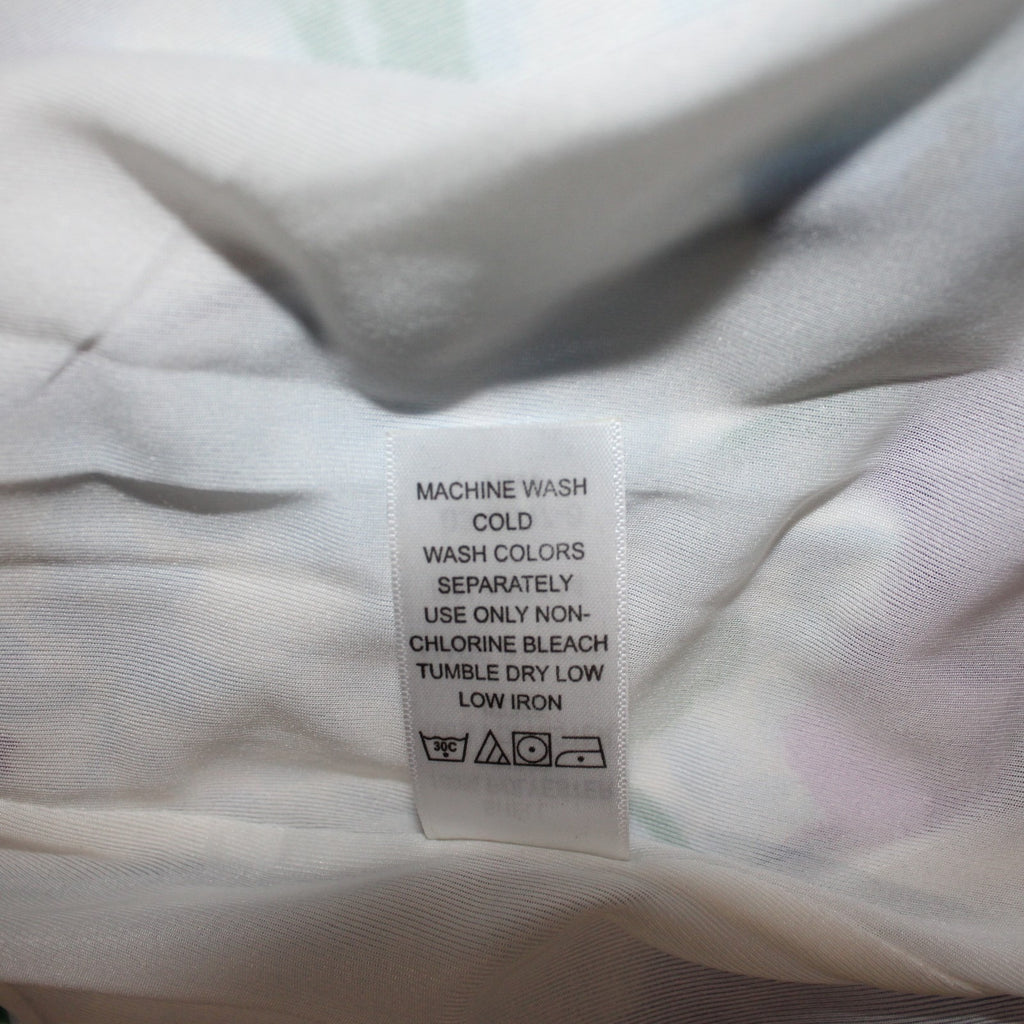 MACHINE WASH
COLD
WASH COLORS
SEPARATELY
USE ONLY NON-
CHLORINE BLEACH
TUMBLE DRY LOW
LOW IRON
30C